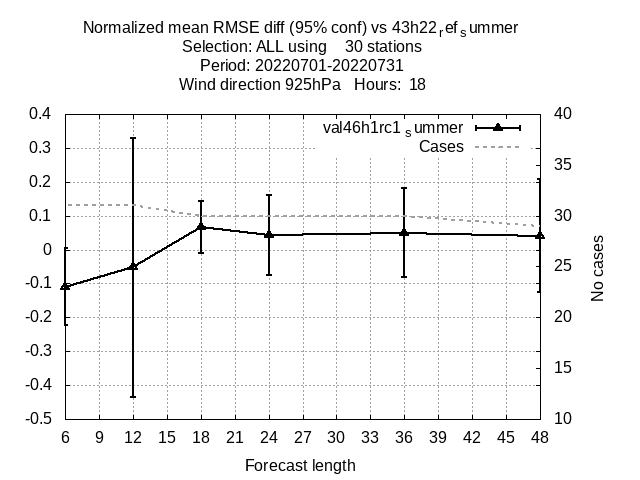 Normalized mean RMSE diff (95% conf) vs 43h22ref summer
Selection: ALL using 30 stations
Period: 20220701-20220731
Wind direction 925hPa Hours: 18
val46h1rc1summer
Cases
0.4
0.3
0.2
0.1
0
-0.1
-0.2
-0.3
-0.4
-0.5
40
35
30
25
20
15
10
No cases
6 9 12 15 18 21 24 27 30 33 36 39 42 45 48
Forecast length